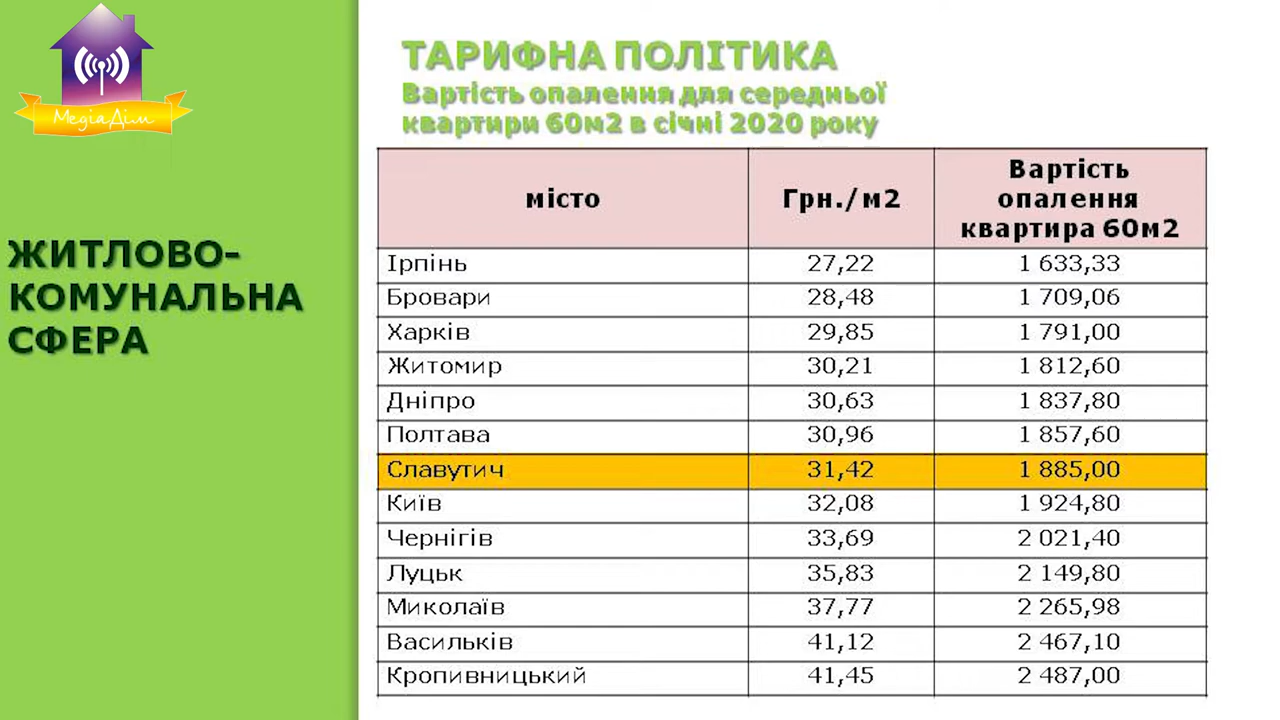 МедіаДім
ТАРИФНА ПОЛІТИКА
Вартість опалення для середньої
квартири 60м2 в січні 2020 року
ЖИТЛОВО-
КОМУНАЛЬНА
СФЕРА
місто Грн./м2 Вартість
опалення
квартира 60м2
Ірпінь 27,22 1 633,33
Бровари 28,48 1 709,06
Харків 29,85 1 791,00
Житомир 30,21 1 812,60
Дніпро 30,63 1 837,80
Полтава 30,96 1 857,60
Славутич 31,42 1 885,00
Київ 32,08 1 924,80
Чернігів 33,69 2 021,40
Луцьк 35,83 2 149,80
Миколаїв 37,77 2 265,98
Васильків 41,12 2 467,10
Кропивницький 41,45 2 487,00